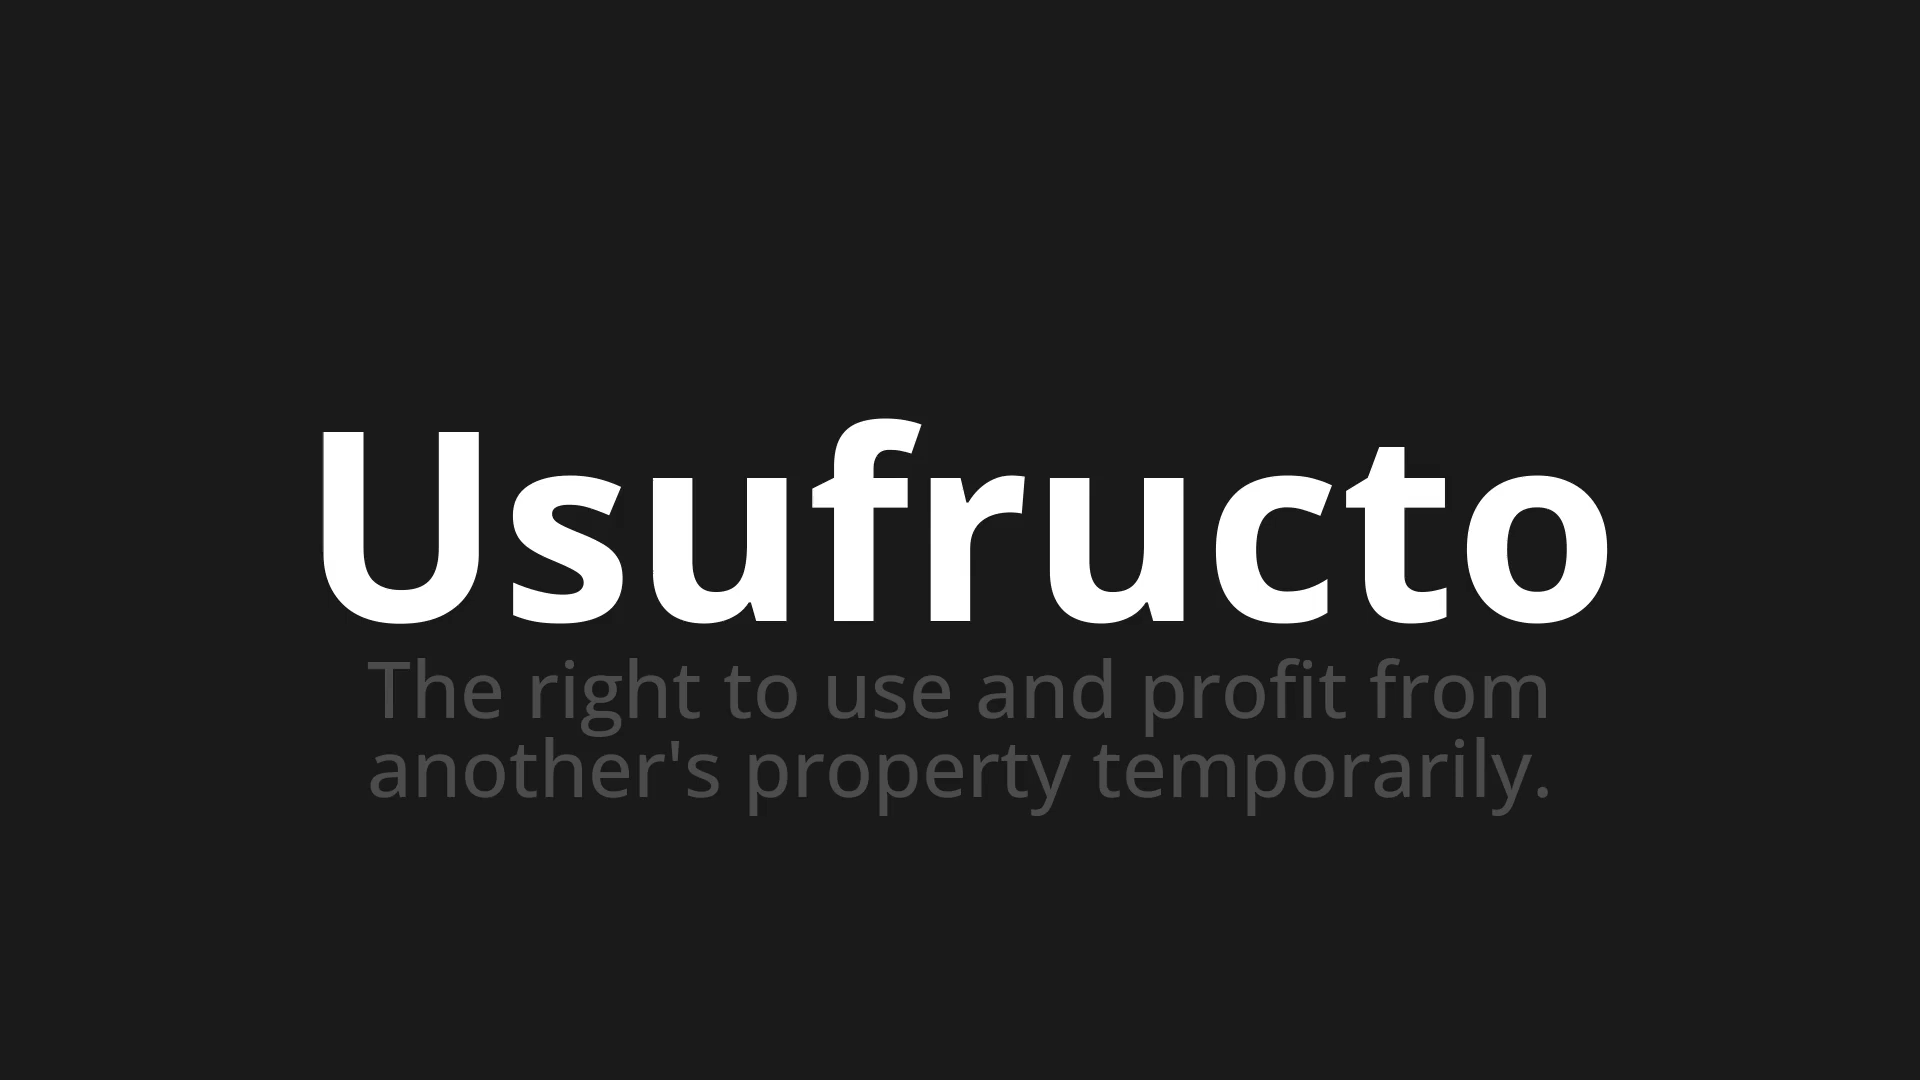 Usufructo
The right to use and profit from
another's property temporarily.